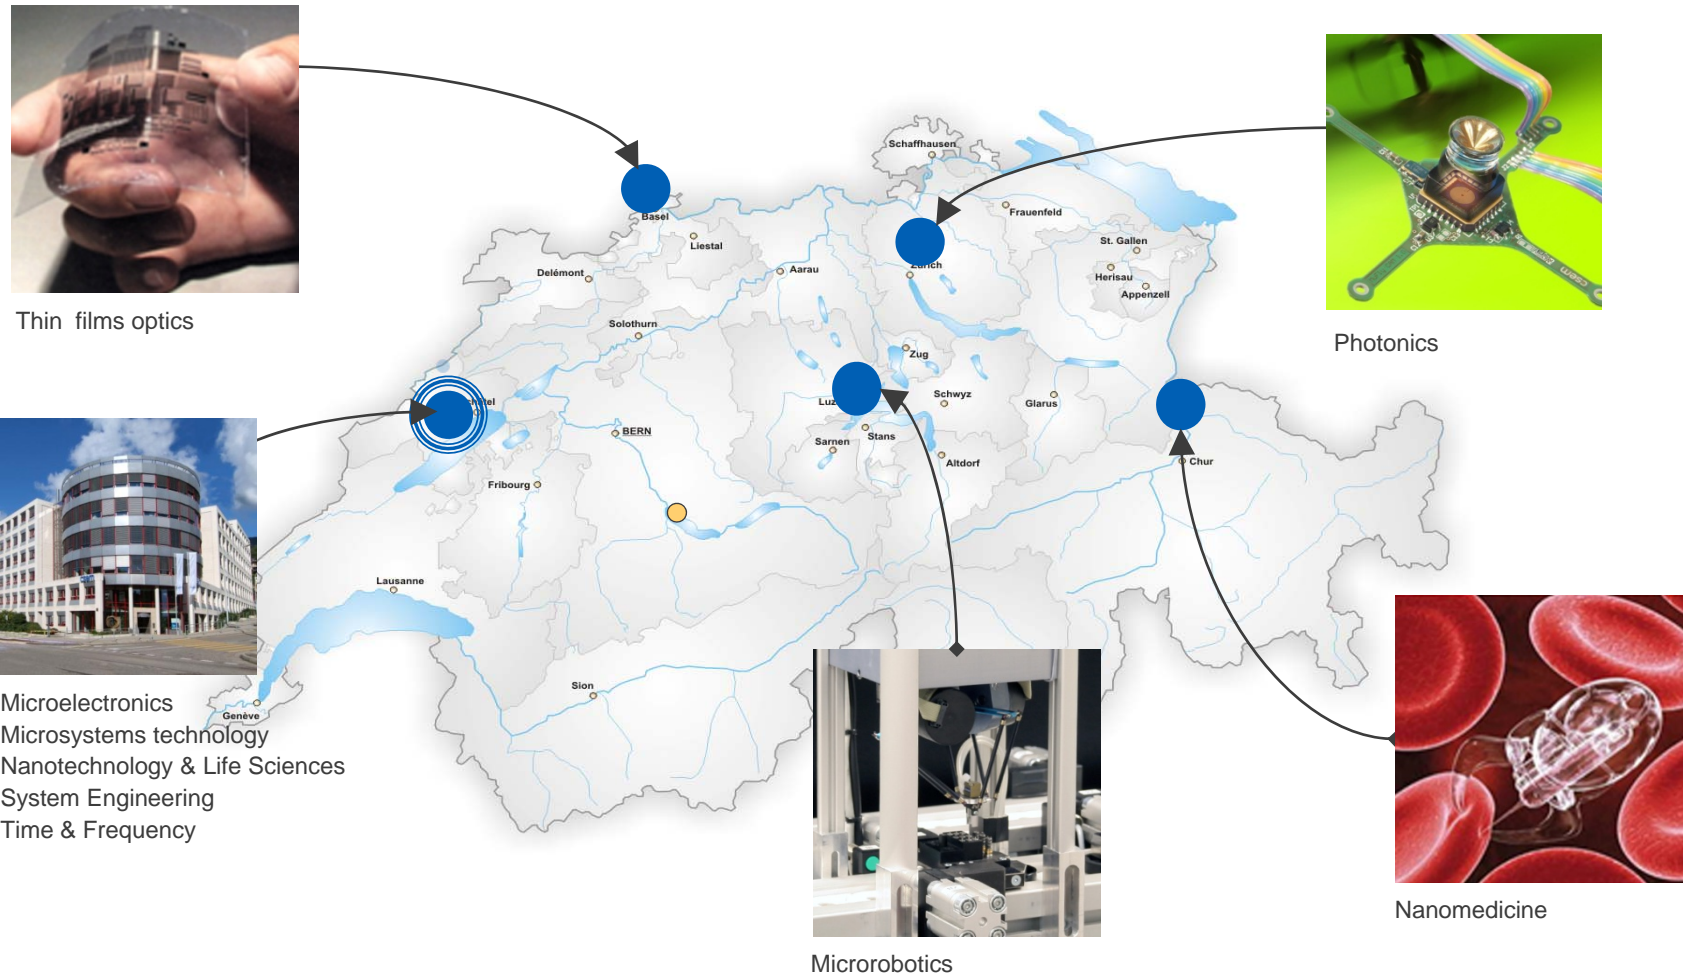 Schaffhausen
Basel
Liestal
Frauenfeld
St. Gallen
Herisau
Appenzell
Delémont
Aarau
Zürich
Thin films optics
Solothurn
Zug
Photonics
Schwyz
Glarus
BERN
Stans
Sarnen
Altdorf
Chur
Fribourg
Lausanne
Sion
Genève
Microelectronics
Microsystems technology
Nanotechnology & Life Sciences
System Engineering
Time & Frequency
Microrobotics
Nanomedicine